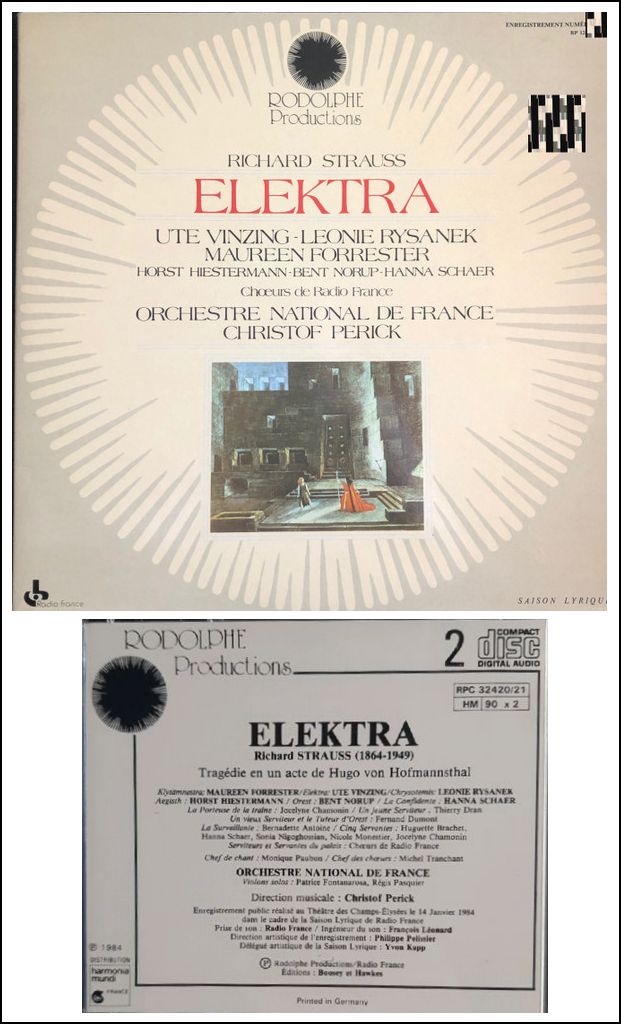 ENREGISTREMENT NUMÉ
RP 12
RODOLPHE
Productions
RICHARD STRAUSS
ELEKTRA
UTE VINZING-LEONIE RYSANEK
MAUREEN FORRESTER
HORST HIESTERMANN-BENT NORUP-HANNA SCHAER
Chœurs de Radio France
ORCHESTRE NATIONAL DE FRANCE
CHRISTOF PERICK
Radio france
SAISON LYRIQU
RODOLPHE
Productions
2
COMPACT
disc
DIGITAL AUDIO
RPC 32420/21
HM 90 x 2
ELEKTRA
Richard STRAUSS (1864-1949)
Tragédie en un acte de Hugo von Hofmannsthal
Klytämnestra: MAUREEN FORRESTER/Elektra: UTE VINZING/Chrysotemis: LEONIE RYSANEK
Aegisth : HORST HIESTERMANN / Orest : BENT NORUP / La Confidente : HANNA SCHAER
La Porteuse de la traîne : Jocelyne Chamonin / Un jeune Serviteur : Thierry Dran
Un vieux Serviteur et le Tuteur d'Orest : Fernand Dumont
La Surveillante : Bernadette Antoine / Cinq Servantes : Huguette Brachet,
Hanna Schaer, Sonia Nigoghossian, Nicole Monestier, Jocelyne Chamonin
Serviteurs et Servantes du palais : Chœurs de Radio France
Chef de chant : Monique Paubon / Chef des chœurs : Michel Tranchant
ORCHESTRE NATIONAL DE FRANCE
Violons solos : Patrice Fontanarosa, Régis Pasquier
Direction musicale : Christof Perick
Enregistrement public réalisé au Théâtre des Champs-Élysées le 14 Janvier 1984
dans le cadre de la Saison Lyrique de Radio France
Prise de son : Radio France / Ingénieur du son : François Léonard
Direction artistique de l'enregistrement : Philippe Pelissier
Délégué artistique de la Saison Lyrique : Yvon Kapp
Ⓟ Rodolphe Productions/Radio France
Éditions : Boosey et Hawkes
Ⓟ 1984
DISTRIBUTION
harmonia
mundi
FRANCE
Printed in Germany